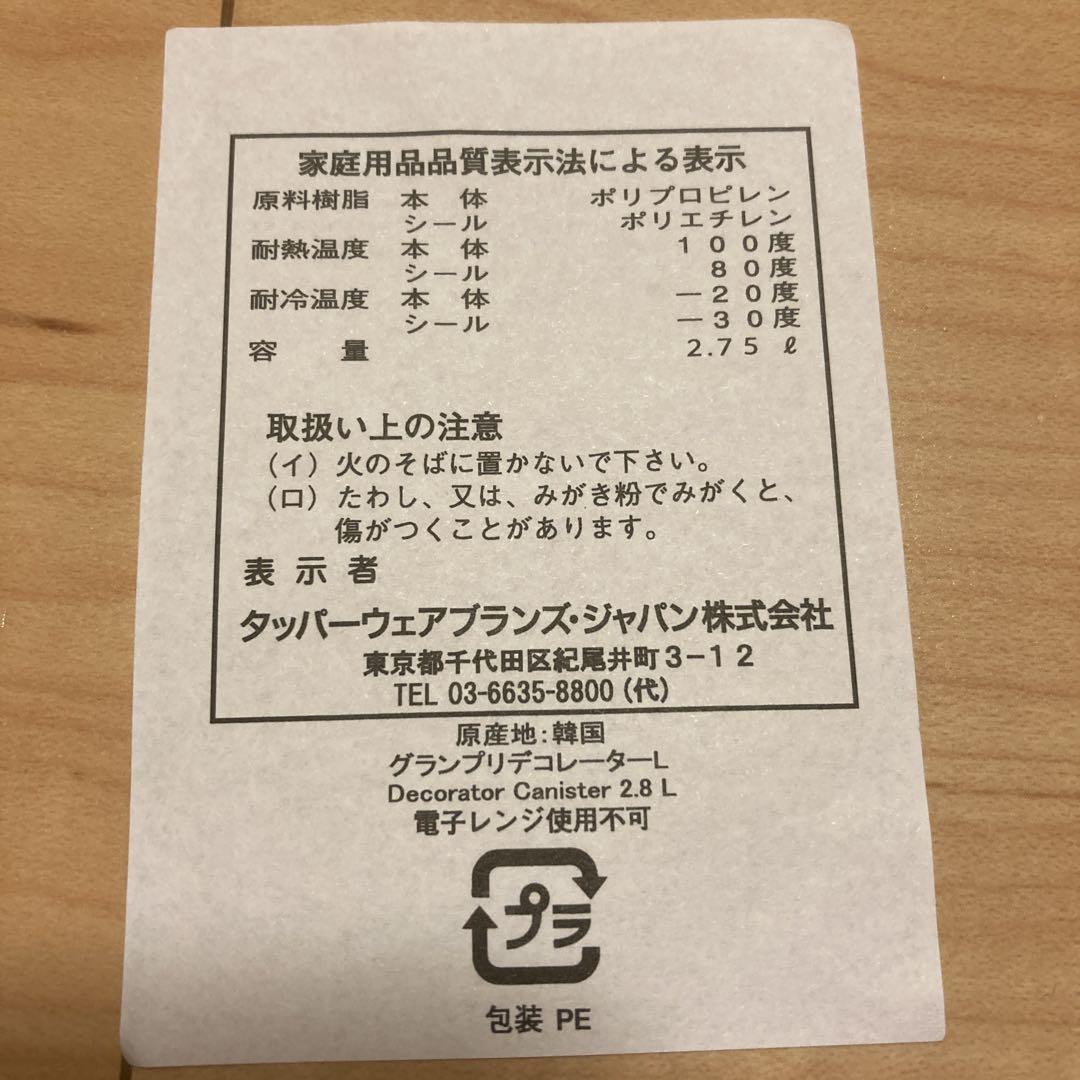 家庭用品品質表示法による表示
原料樹脂 本 体 ポリプロピレン
シール ポリエチレン
耐熱温度 本 体 100度
シール 80度
耐冷温度 本 体 −20度
シール −30度
容 量 2.75 ℓ
取扱い上の注意
(イ) 火のそばに置かないで下さい。
(ロ) たわし、又は、みがき粉でみがくと、
傷がつくことがあります。
表 示 者
タッパーウェアブランズ・ジャパン株式会社
東京都千代田区紀尾井町3−12
TEL 03-6635-8800 (代)
原産地：韓国
グランプリデコレーターL
Decorator Canister 2.8 L
電子レンジ使用不可
プラ
包装 PE